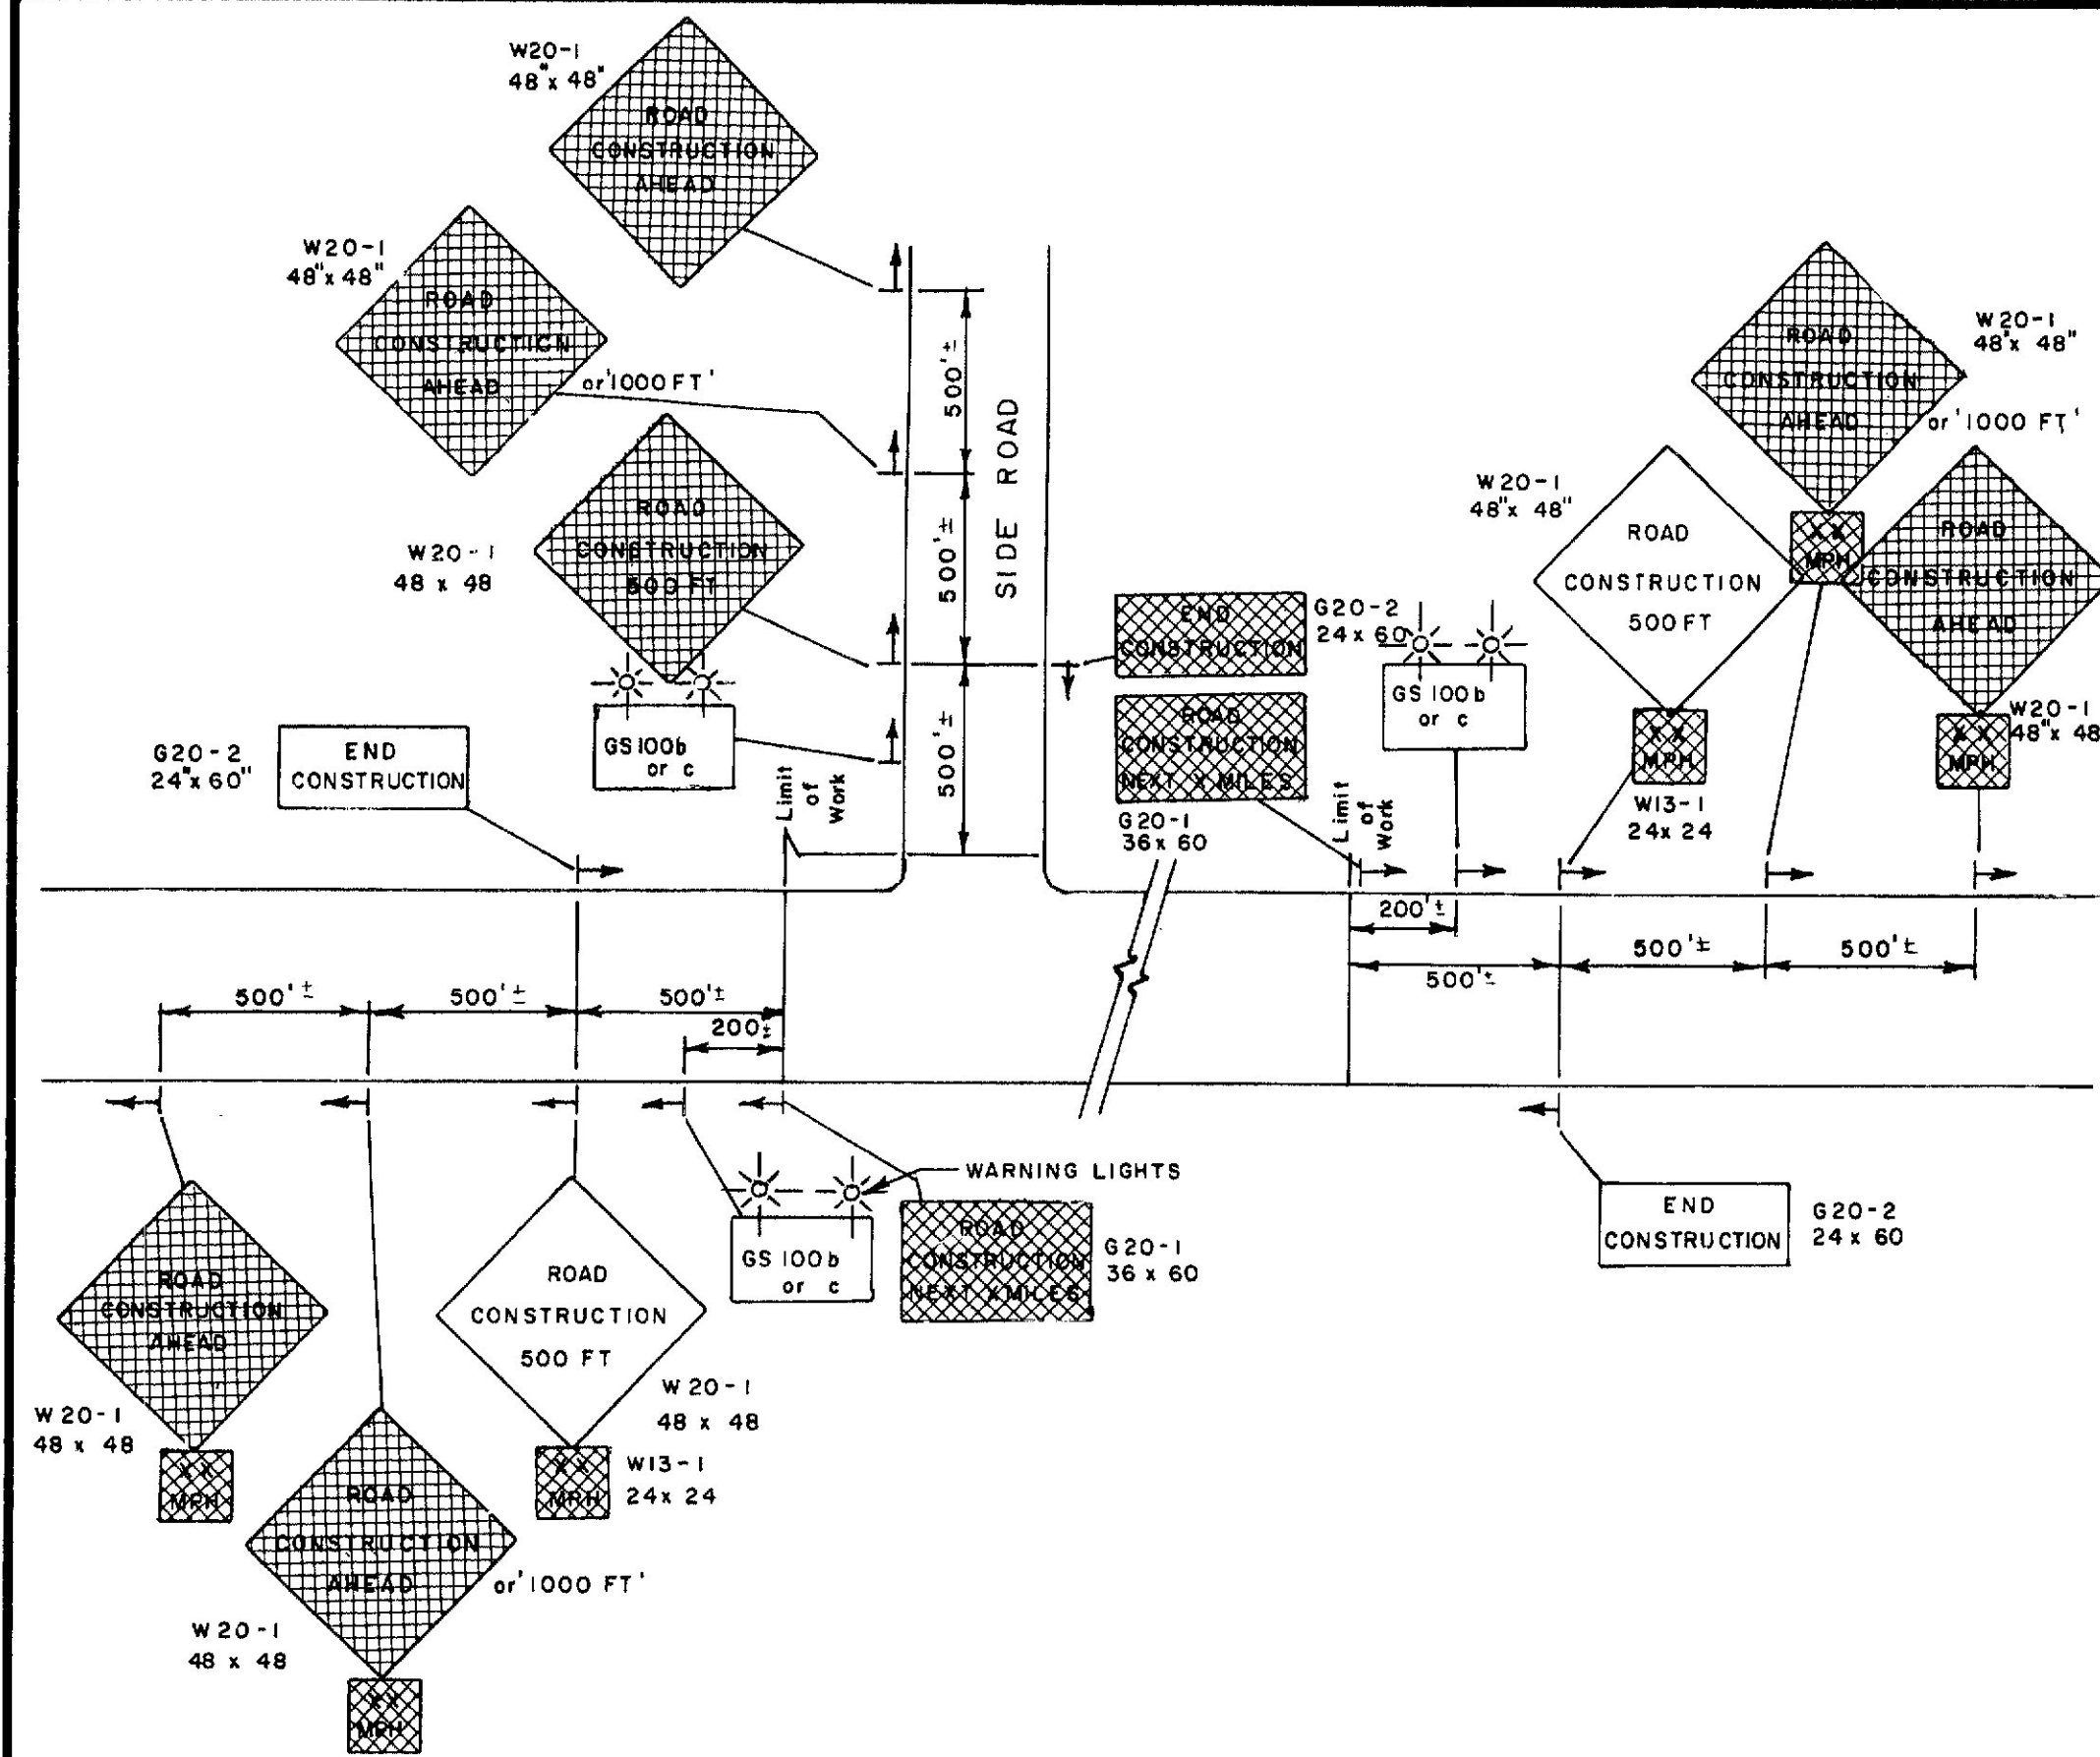 W20-1
48"x 48"
ROAD
CONSTRUCTION
AHEAD
W20-1
48"x 48"
ROAD
CONSTRUCTION
AHEAD
or '1000 FT'
W20-1
48 x 48
ROAD
CONSTRUCTION
500 FT
GS 100b
or c
G20-2
24"x 60"
END
CONSTRUCTION
Limit
of
Work
500'±
500'±
500'±
SIDE ROAD
END
CONSTRUCTION
G20-2
24 x 60
ROAD
CONSTRUCTION
NEXT X MILES
G20-1
36 x 60
Limit
of
Work
GS 100b
or c
W20-1
48"x 48"
ROAD
CONSTRUCTION
500 FT
XX
MPH
W13-1
24x 24
W20-1
48"x 48"
ROAD
CONSTRUCTION
AHEAD
or '1000 FT'
XX
MPH
ROAD
CONSTRUCTION
AHEAD
W20-1
48"x 48
XX
MPH
200'±
500'±
500'±
500'±
500'±
500'±
500'±
200±
WARNING LIGHTS
GS 100b
or c
ROAD
CONSTRUCTION
NEXT X MILES
G20-1
36 x 60
END
CONSTRUCTION
G20-2
24 x 60
ROAD
CONSTRUCTION
AHEAD
W20-1
48 x 48
XX
MPH
ROAD
CONSTRUCTION
500 FT
W20-1
48 x 48
XX
MPH
W13-1
24x 24
ROAD
CONSTRUCTION
AHEAD
or '1000 FT'
W20-1
48 x 48
XX
MPH